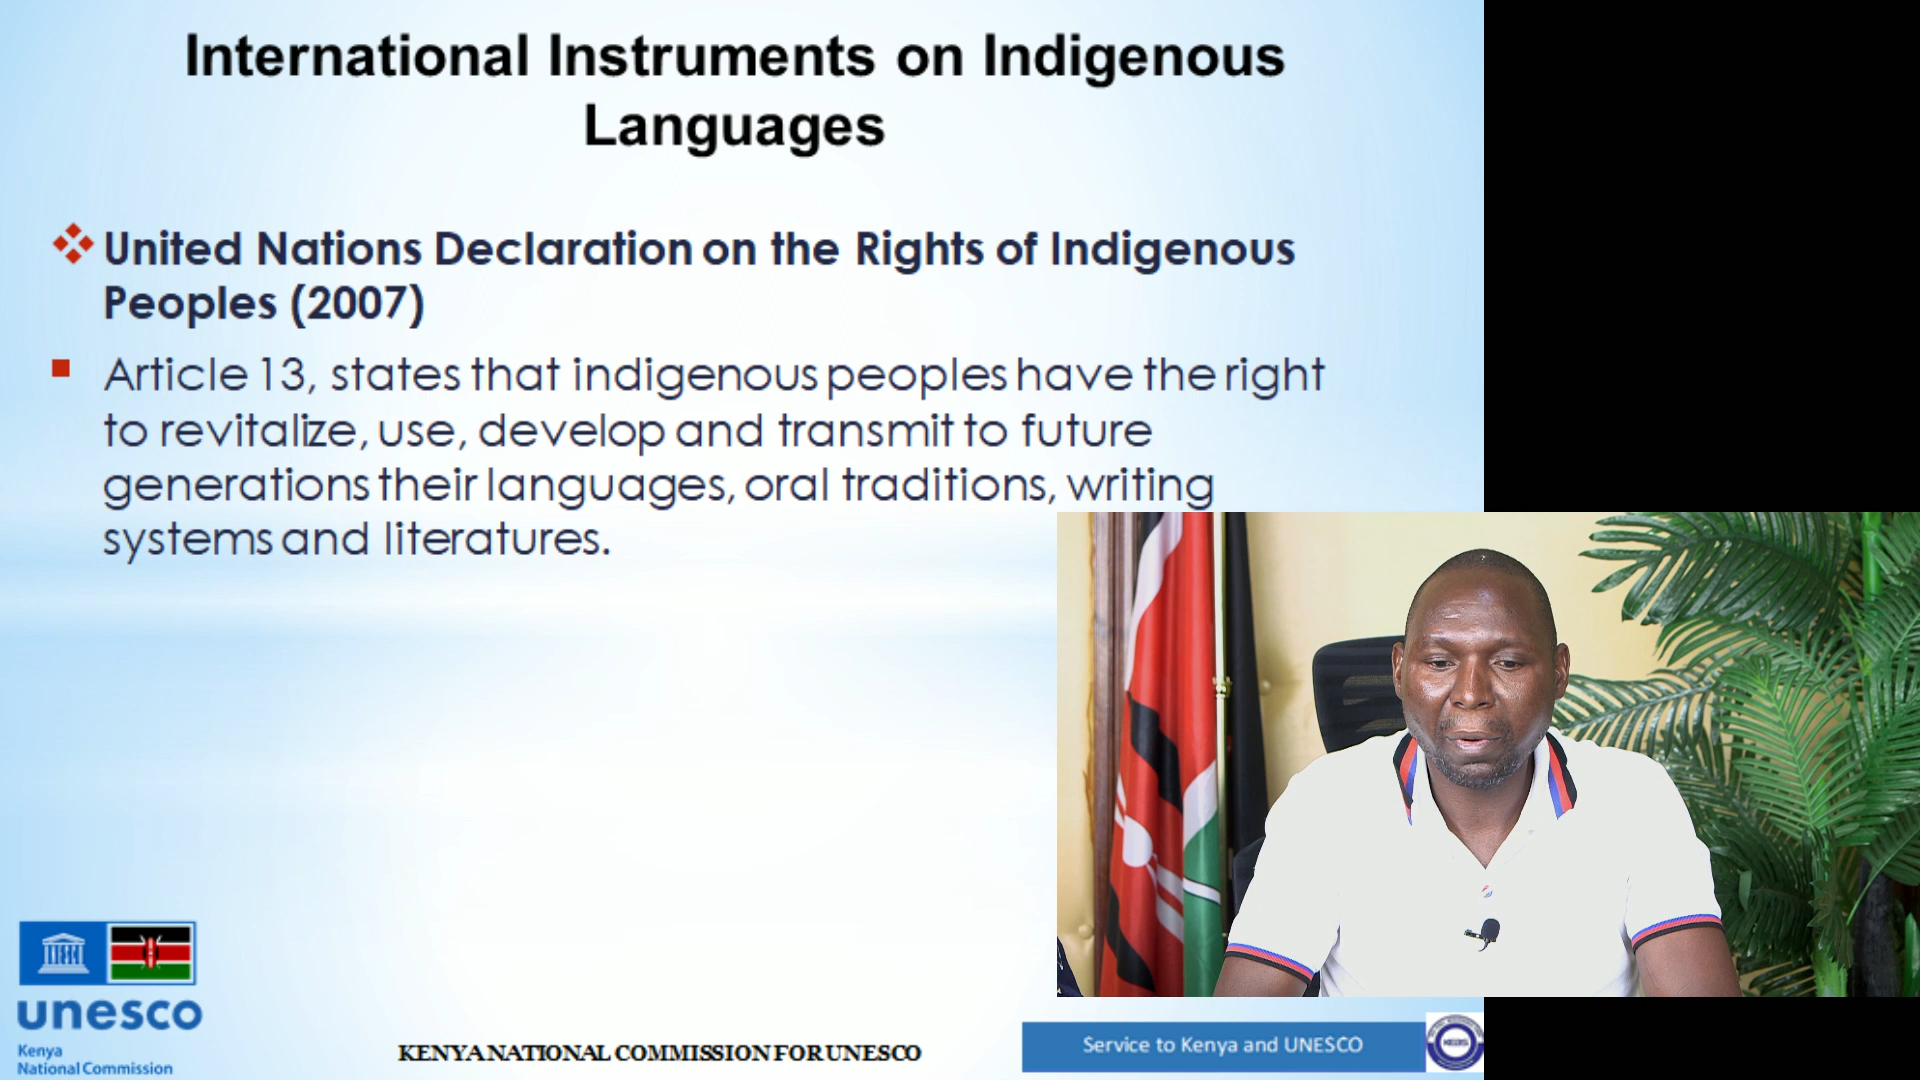 International Instruments on Indigenous
Languages
United Nations Declaration on the Rights of Indigenous
Peoples (2007)
Article 13, states that indigenous peoples have the right
to revitalize, use, develop and transmit to future
generations their languages, oral traditions, writing
systems and literatures.
unesco
Kenya
National Commission
KENYA NATIONAL COMMISSION FOR UNESCO
Service to Kenya and UNESCO